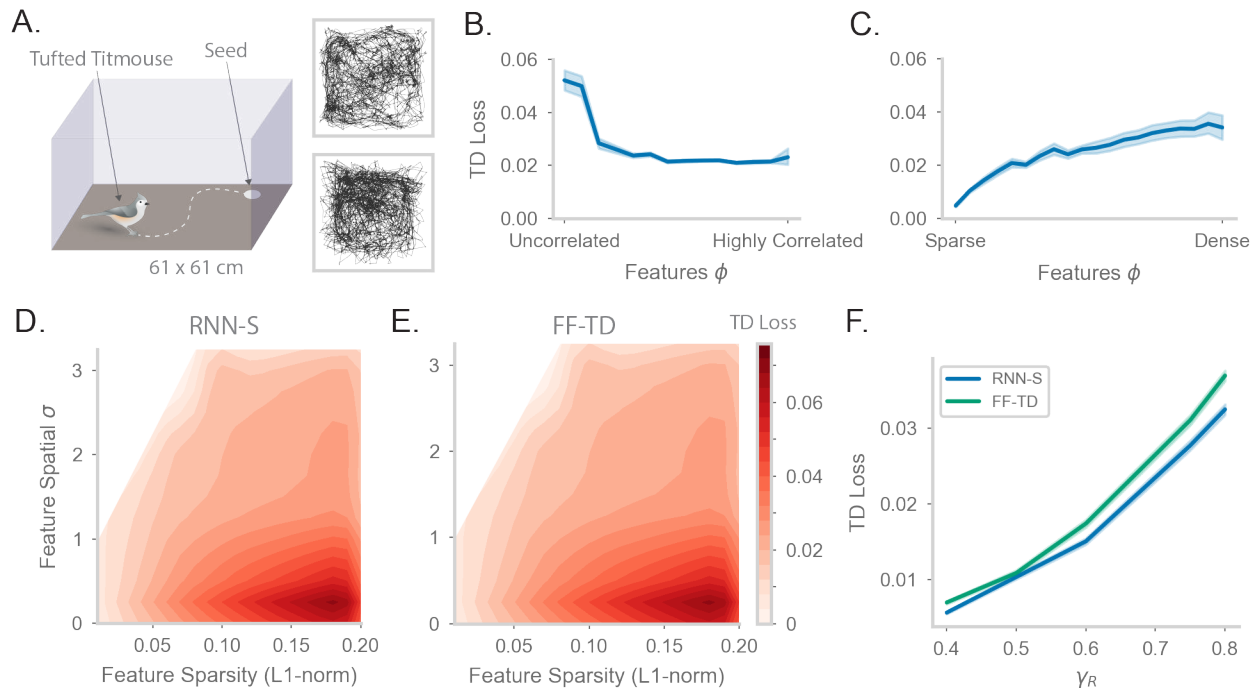 A.
Tufted Titmouse
Seed
61 x 61 cm
B.
TD Loss
0.06
0.04
0.02
0.00
Uncorrelated
Highly Correlated
Features ϕ
C.
0.06
0.04
0.02
0.00
Sparse
Dense
Features ϕ
D.
RNN-S
Feature Spatial σ
3
2
1
0
0.05
0.10
0.15
0.20
Feature Sparsity (L1-norm)
E.
FF-TD
3
2
1
0
0.05
0.10
0.15
0.20
Feature Sparsity (L1-norm)
TD Loss
0.06
0.04
0.02
0
F.
RNN-S
FF-TD
TD Loss
0.03
0.02
0.01
0.4
0.5
0.6
0.7
0.8
γR